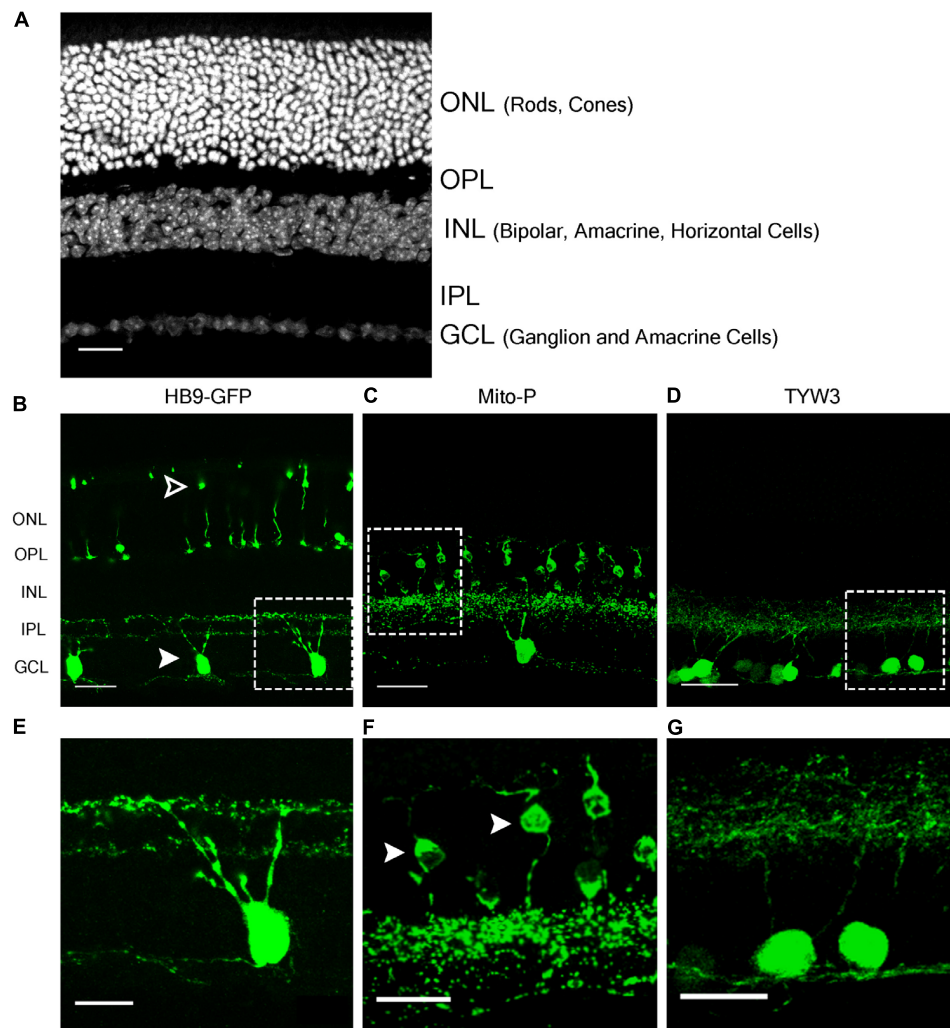 A
ONL (Rods, Cones)
OPL
INL (Bipolar, Amacrine, Horizontal Cells)
IPL
GCL (Ganglion and Amacrine Cells)
B HB9-GFP C Mito-P D TYW3
ONL
OPL
INL
IPL
GCL
E F G